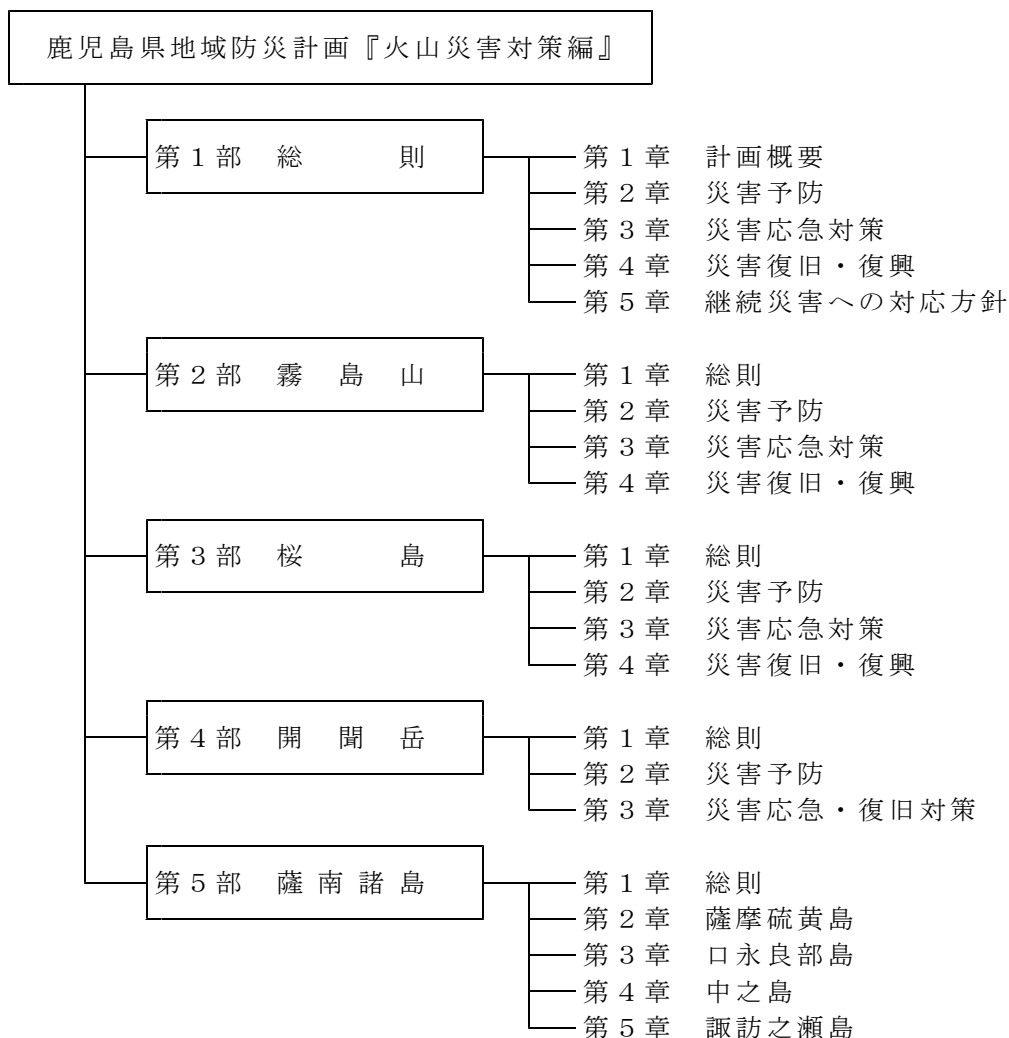 鹿児島県地域防災計画『火山災害対策編』
第1部 総則
第1章 計画概要
第2章 災害予防
第3章 災害応急対策
第4章 災害復旧・復興
第5章 継続災害への対応方針
第2部 霧島山
第1章 総則
第2章 災害予防
第3章 災害応急対策
第4章 災害復旧・復興
第3部 桜島
第1章 総則
第2章 災害予防
第3章 災害応急対策
第4章 災害復旧・復興
第4部 開聞岳
第1章 総則
第2章 災害予防
第3章 災害応急・復旧対策
第5部 薩南諸島
第1章 総則
第2章 薩摩硫黄島
第3章 口永良部島
第4章 中之島
第5章 諏訪之瀬島